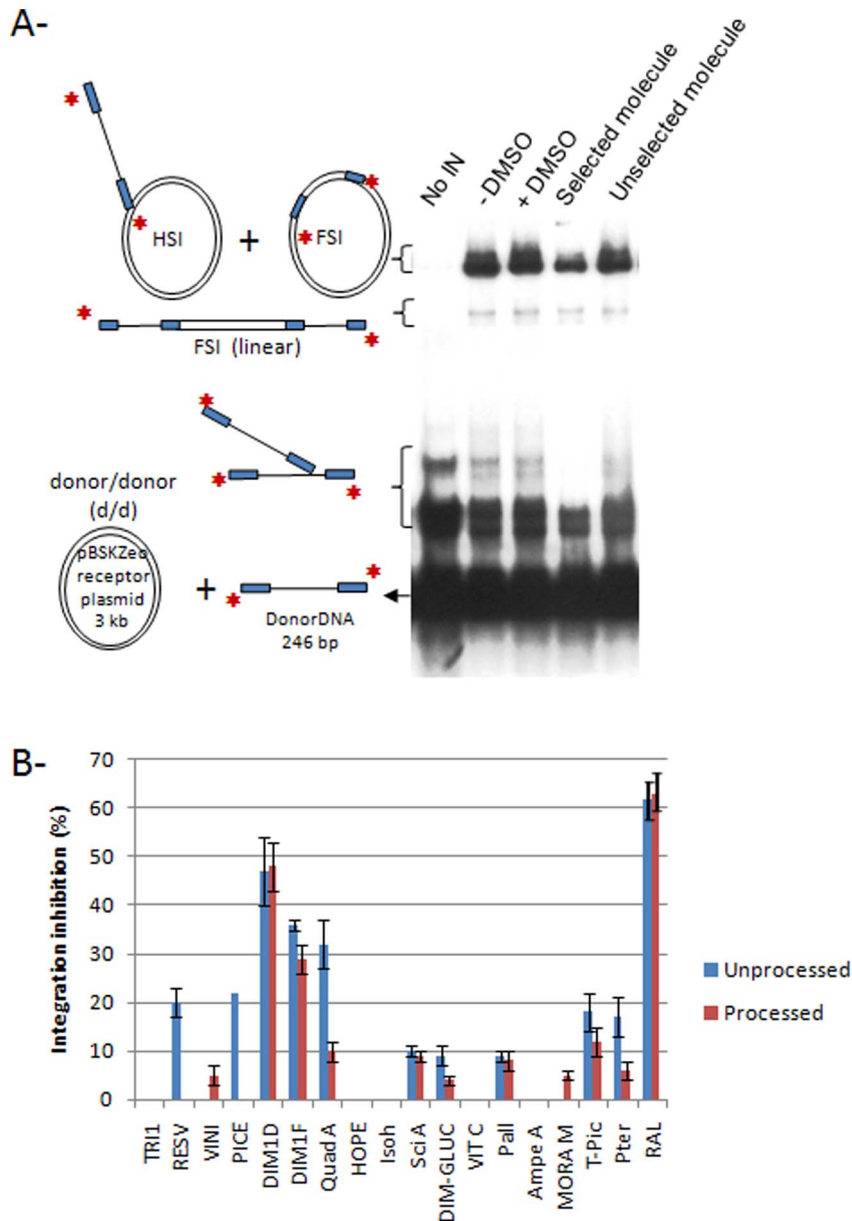 A-
No IN
- DMSO
+ DMSO
Selected molecule
Unselected molecule
HSI
+
FSI
FSI (linear)
donor/donor
(d/d)
pBSKZeo
receptor
plasmid
3 kb
+
DonorDNA
246 bp
B-
Integration inhibition (%)
70
60
50
40
30
20
10
0
TRI1
RESV
VINI
PICE
DIM1D
DIM1F
Quad A
HOPE
Isoh
Sci A
DIM-GLUC
VIT C
Pall
Ampe A
MORA M
T-Pic
Pter
RAL
Unprocessed
Processed